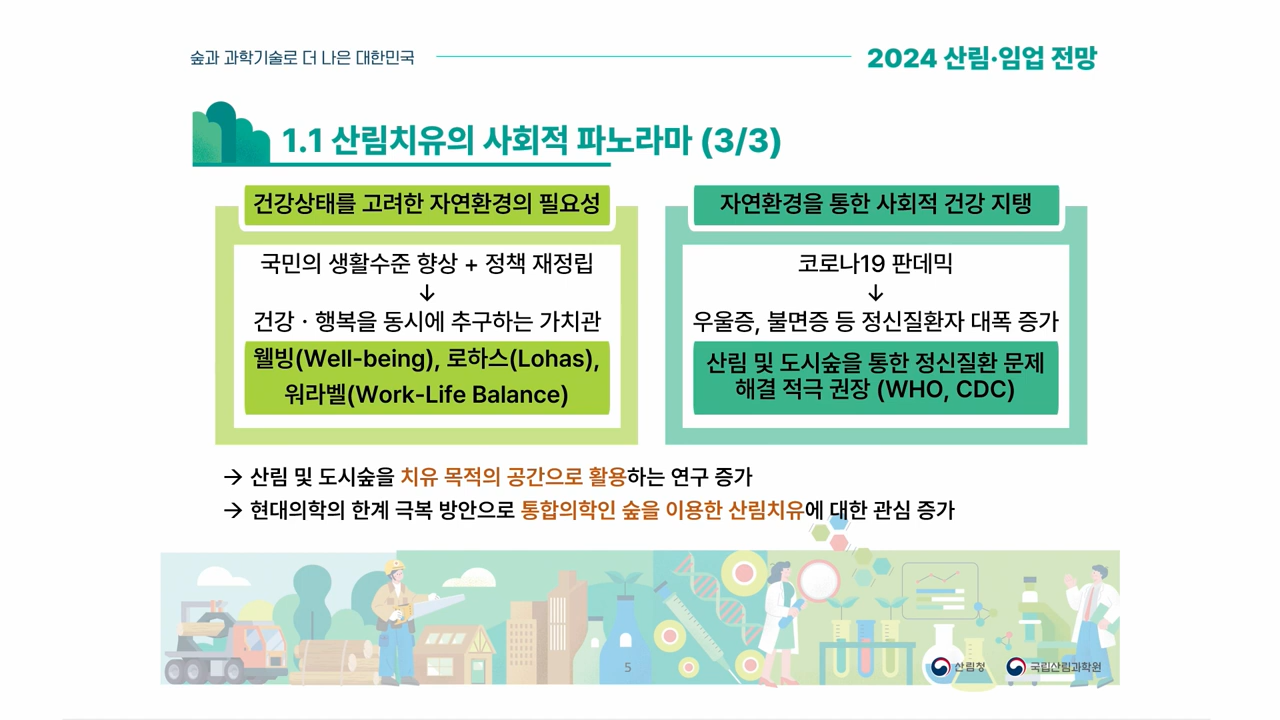 숲과 과학기술로 더 나은 대한민국
2024 산림·임업 전망
1.1 산림치유의 사회적 파노라마 (3/3)
건강상태를 고려한 자연환경의 필요성
국민의 생활수준 향상 + 정책 재정립
↓
건강 · 행복을 동시에 추구하는 가치관
웰빙(Well-being), 로하스(Lohas),
워라벨(Work-Life Balance)
자연환경을 통한 사회적 건강 지탱
코로나19 판데믹
↓
우울증, 불면증 등 정신질환자 대폭 증가
산림 및 도시숲을 통한 정신질환 문제
해결 적극 권장 (WHO, CDC)
→ 산림 및 도시숲을 치유 목적의 공간으로 활용하는 연구 증가
→ 현대의학의 한계 극복 방안으로 통합의학인 숲을 이용한 산림치유에 대한 관심 증가
5
산림청
국립산림과학원